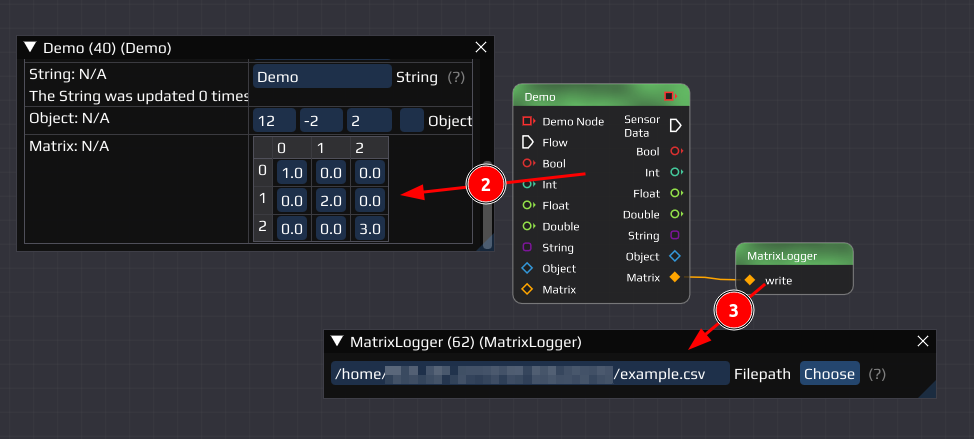 Demo (40) (Demo)
String: N/A
Demo String (?)
The String was updated 0 times
Object: N/A
12 -2 2 Object
Matrix: N/A
0 1 2
0 1.0 0.0 0.0
1 0.0 2.0 0.0
2 0.0 0.0 3.0
2
Demo
Demo Node
Flow
Bool
Int
Float
Double
String
Object
Matrix
Sensor
Data
Bool
Int
Float
Double
String
Object
Matrix
MatrixLogger
write
3
MatrixLogger (62) (MatrixLogger)
/home/ /example.csv Filepath Choose (?)